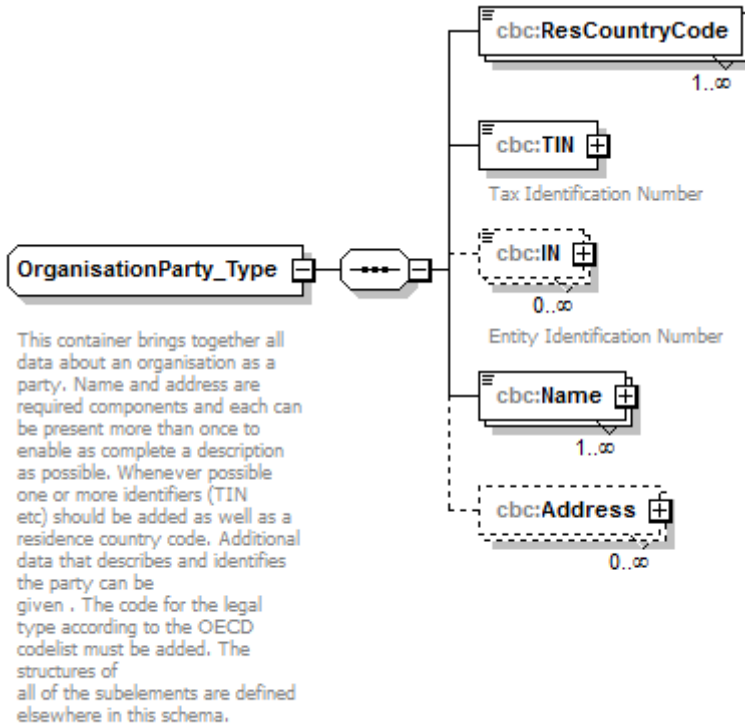 cbc:ResCountryCode
1..∞
cbc:TIN
Tax Identification Number
cbc:IN
0..∞
Entity Identification Number
OrganisationParty_Type
This container brings together all
data about an organisation as a
party. Name and address are
required components and each can
be present more than once to
enable as complete a description
as possible. Whenever possible
one or more identifiers (TIN
etc) should be added as well as a
residence country code. Additional
data that describes and identifies
the party can be
given . The code for the legal
type according to the OECD
codelist must be added. The
structures of
all of the subelements are defined
elsewhere in this schema.
cbc:Name
1..∞
cbc:Address
0..∞